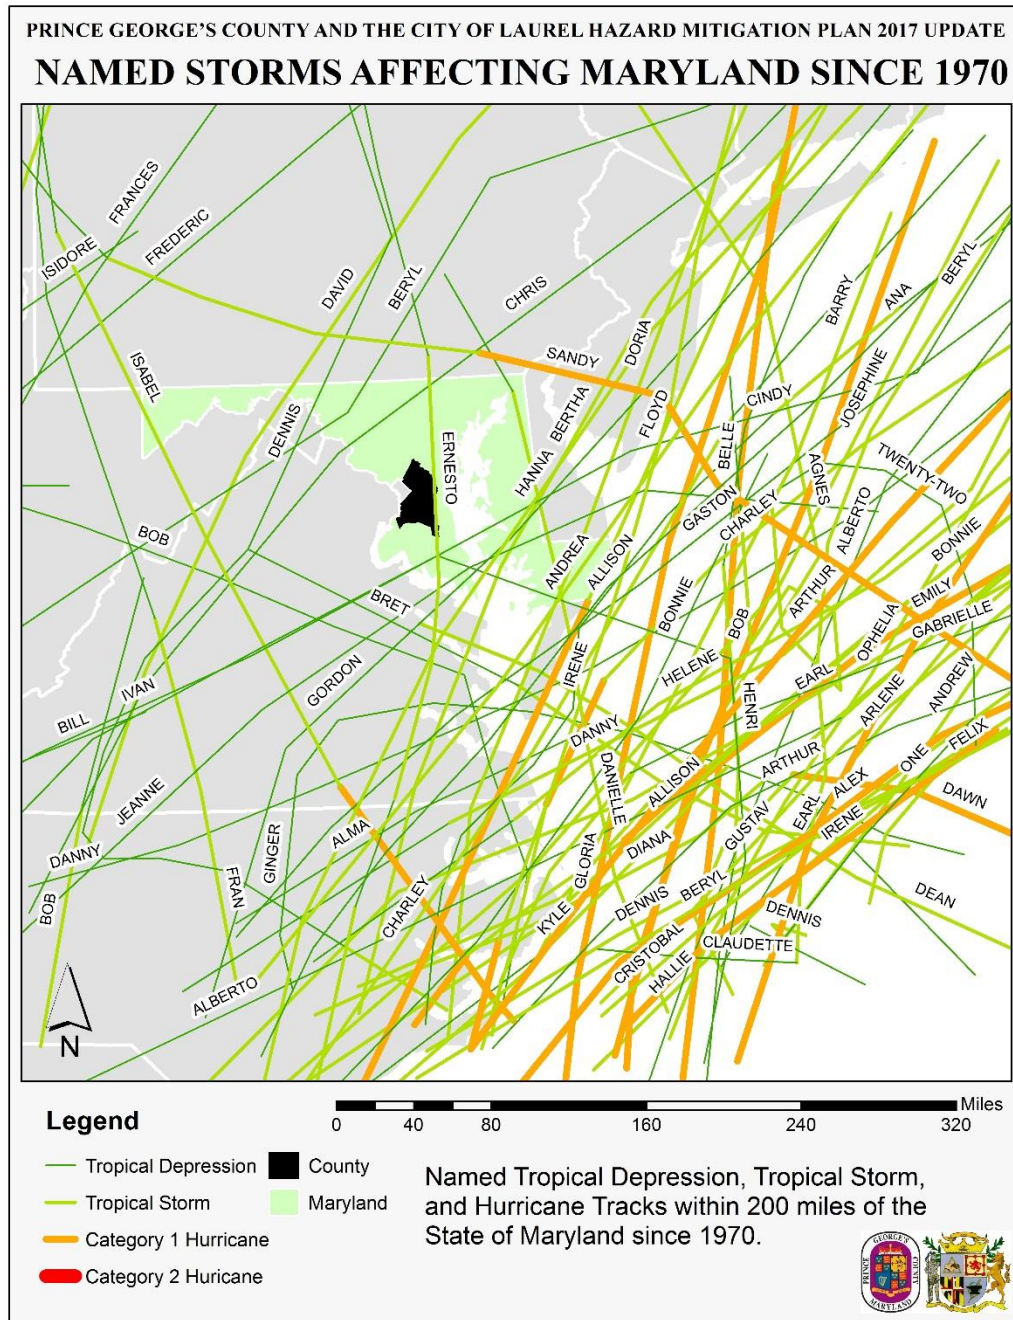 PRINCE GEORGE'S COUNTY AND THE CITY OF LAUREL HAZARD MITIGATION PLAN 2017 UPDATE
NAMED STORMS AFFECTING MARYLAND SINCE 1970
FRANCES
ISIDORE
FREDERIC
DAVID
BERYL
CHRIS
BARRY
ANA
BERYL
DORIA
SANDY
ISABEL
BERTHA
FLOYD
CINDY
JOSEPHINE
DENNIS
ERNESTO
HANNA
BELLE
AGNES
TWENTY-TWO
GASTON
CHARLEY
ALBERTO
BOB
ANDREA
ALLISON
BONNIE
BRET
BONNIE
ARTHUR
EMILY
GABRIELLE
OPHELIA
BOB
IRENE
HELENE
EARL
GORDON
IVAN
BILL
HENRI
ARLENE
ANDREW
DANNY
DANIELLE
ALLISON
ARTHUR
ALEX
ONE
FELIX
DAWN
JEANNE
DANNY
BOB
FRAN
GINGER
ALMA
CHARLEY
GLORIA
DIANA
GUSTAV
EARL
IRENE
KYLE
DENNIS
BERYL
DENNIS
DEAN
CRISTOBAL
HALLIE
CLAUDETTE
ALBERTO
N
Legend
Miles
0 40 80 160 240 320
Tropical Depression
County
Tropical Storm
Maryland
Category 1 Hurricane
Category 2 Huricane
Named Tropical Depression, Tropical Storm,
and Hurricane Tracks within 200 miles of the
State of Maryland since 1970.
PRINCE GEORGE'S COUNTY
MARYLAND